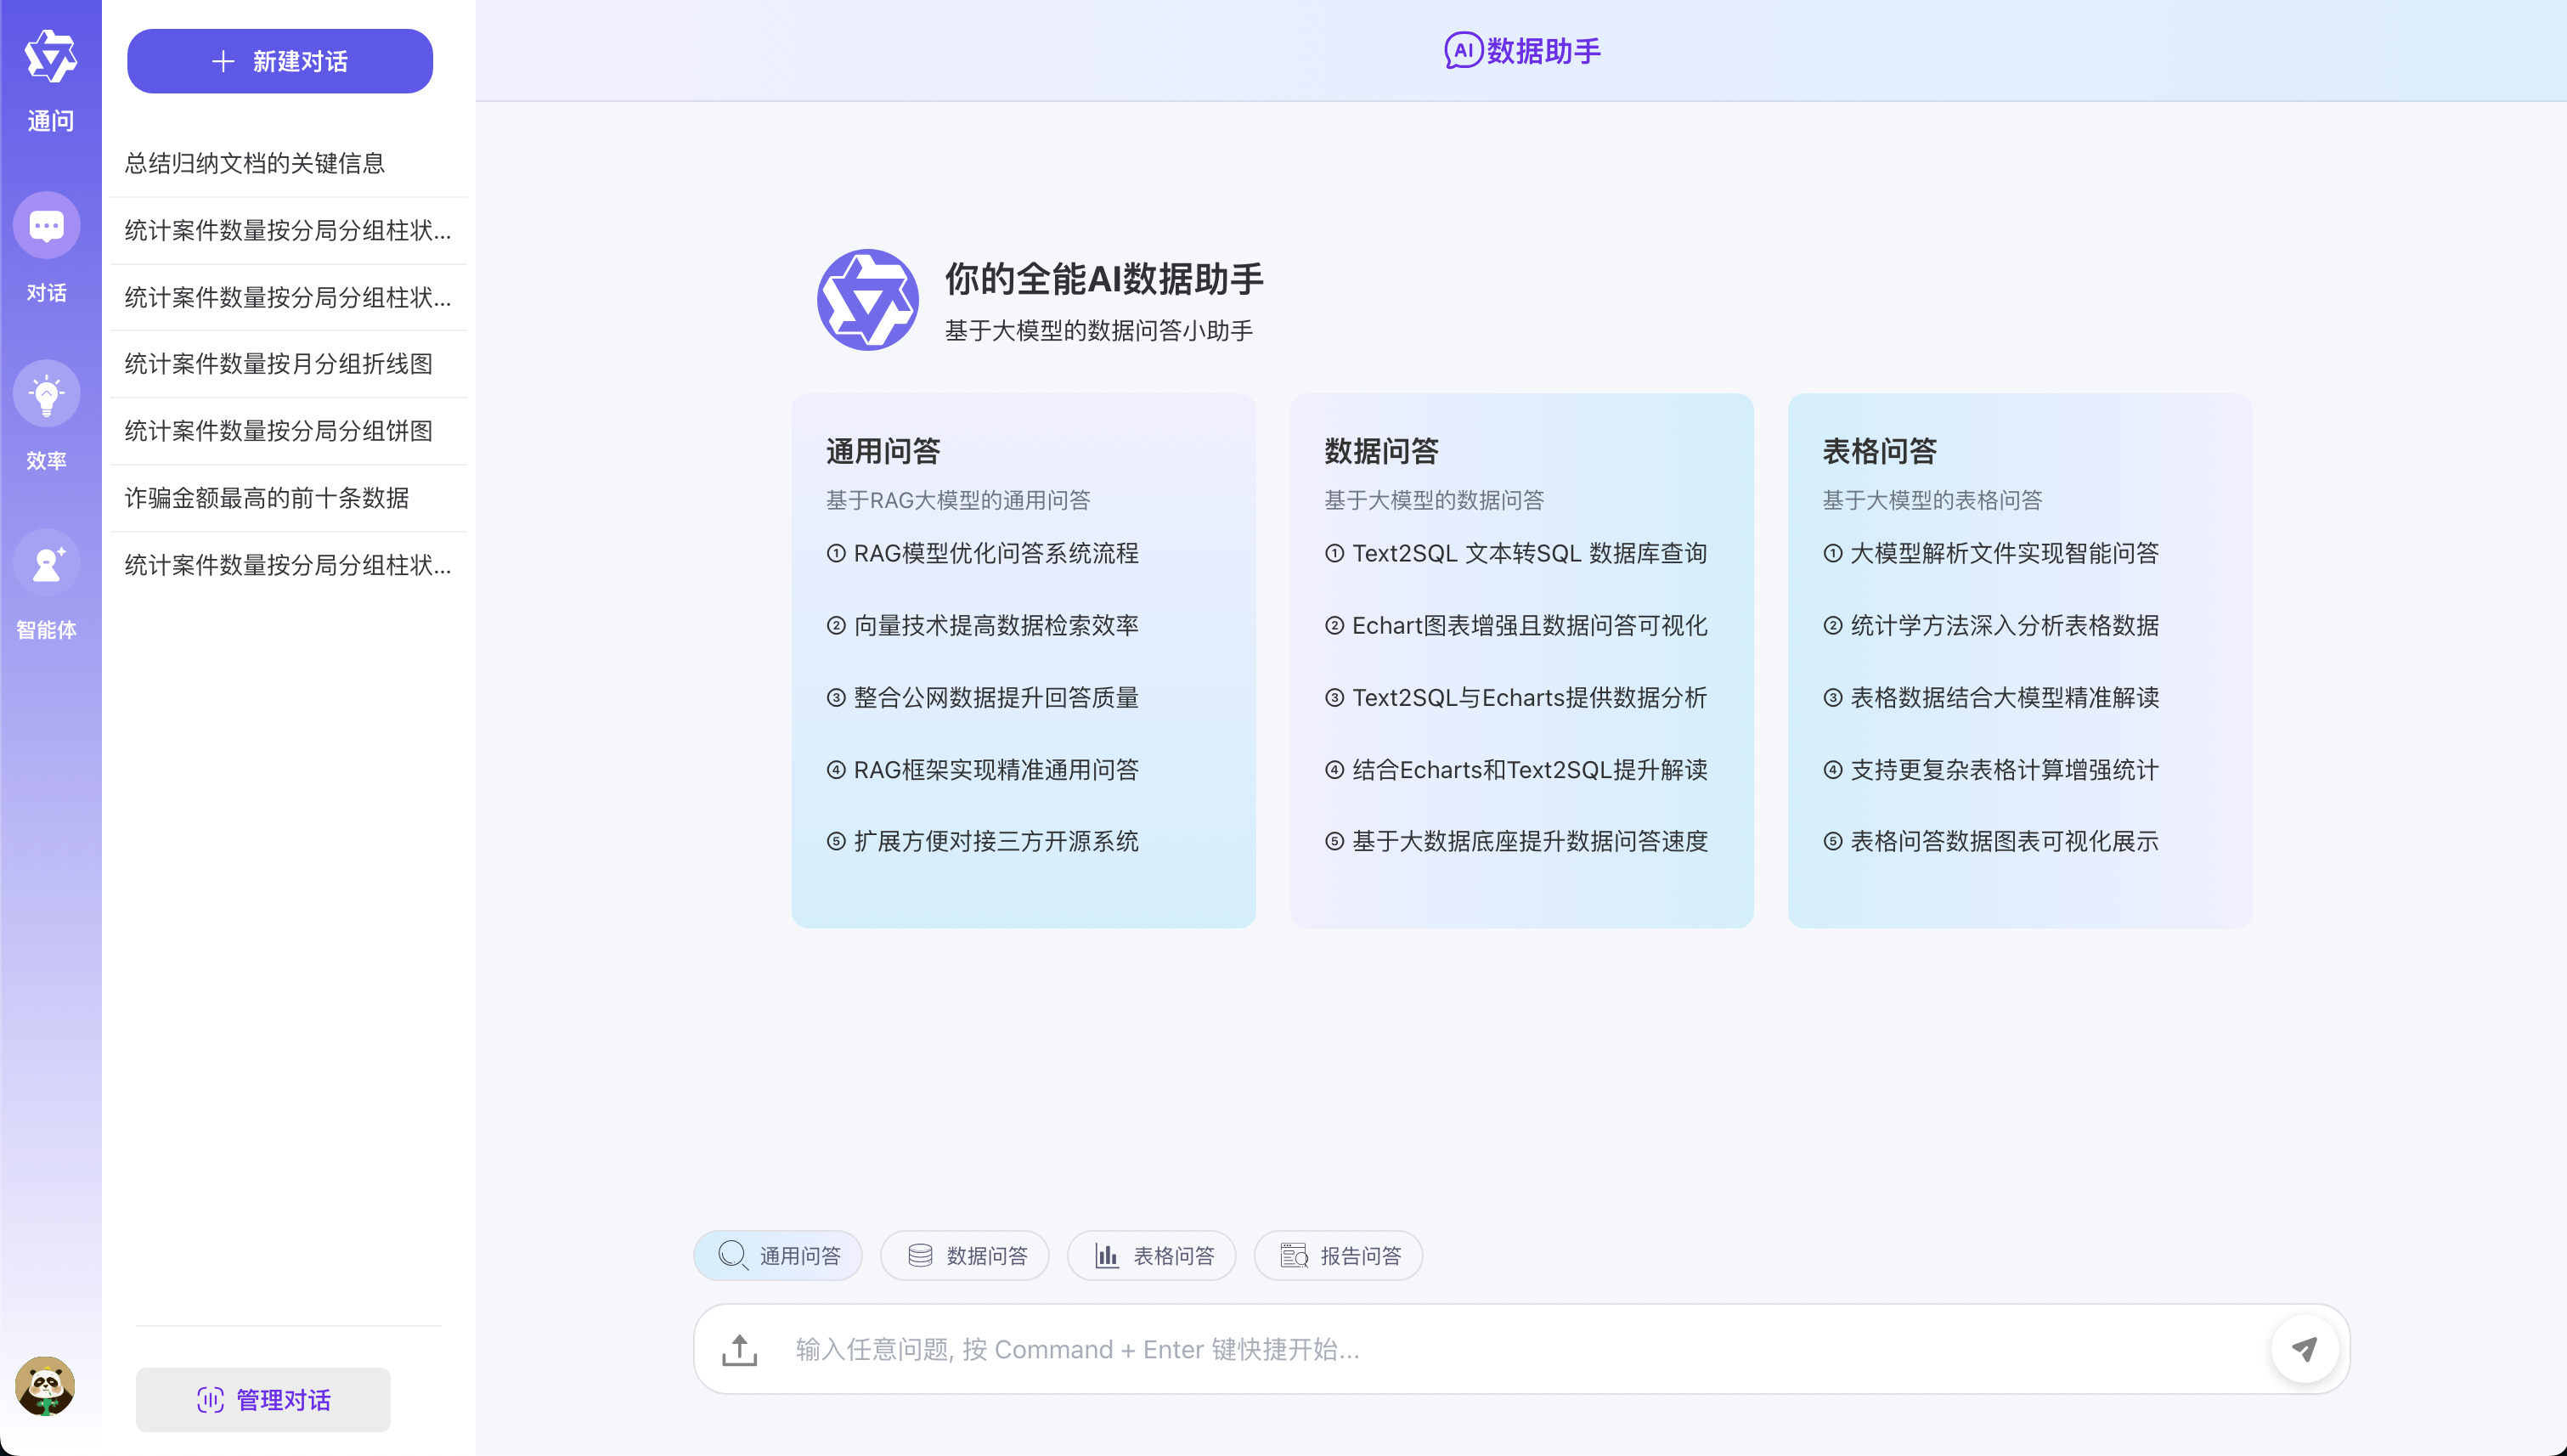 通问
对话
效率
智能体
新建对话
总结归纳文档的关键信息
统计案件数量按分局分组柱状...
统计案件数量按分局分组柱状...
统计案件数量按月分组折线图
统计案件数量按分局分组饼图
诈骗金额最高的前十条数据
统计案件数量按分局分组柱状...
管理对话
AI 数据助手
你的全能AI数据助手
基于大模型的数据问答小助手
通用问答
基于RAG大模型的通用问答
① RAG模型优化问答系统流程
② 向量技术提高数据检索效率
③ 整合公网数据提升回答质量
④ RAG框架实现精准通用问答
⑤ 扩展方便对接三方开源系统
数据问答
基于大模型的数据问答
① Text2SQL 文本转SQL 数据库查询
② Echart图表增强且数据问答可视化
③ Text2SQL与Echarts提供数据分析
④ 结合Echarts和Text2SQL提升解读
⑤ 基于大数据底座提升数据问答速度
表格问答
基于大模型的表格问答
① 大模型解析文件实现智能问答
② 统计学方法深入分析表格数据
③ 表格数据结合大模型精准解读
④ 支持更复杂表格计算增强统计
⑤ 表格问答数据图表可视化展示
通用问答
数据问答
表格问答
报告问答
输入任意问题, 按 Command + Enter 键快捷开始...